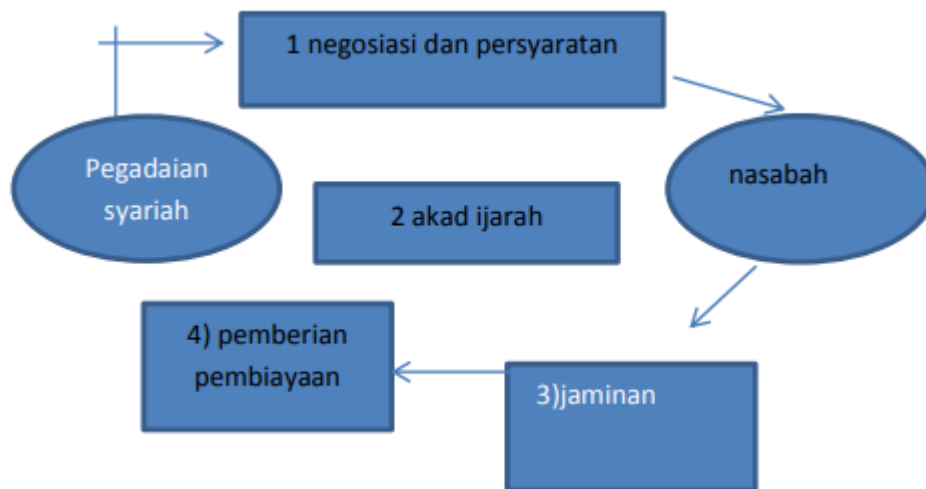 1 negosiasi dan persyaratan
Pegadaian
syariah
nasabah
2 akad ijarah
4) pemberian
pembiayaan
3)jaminan